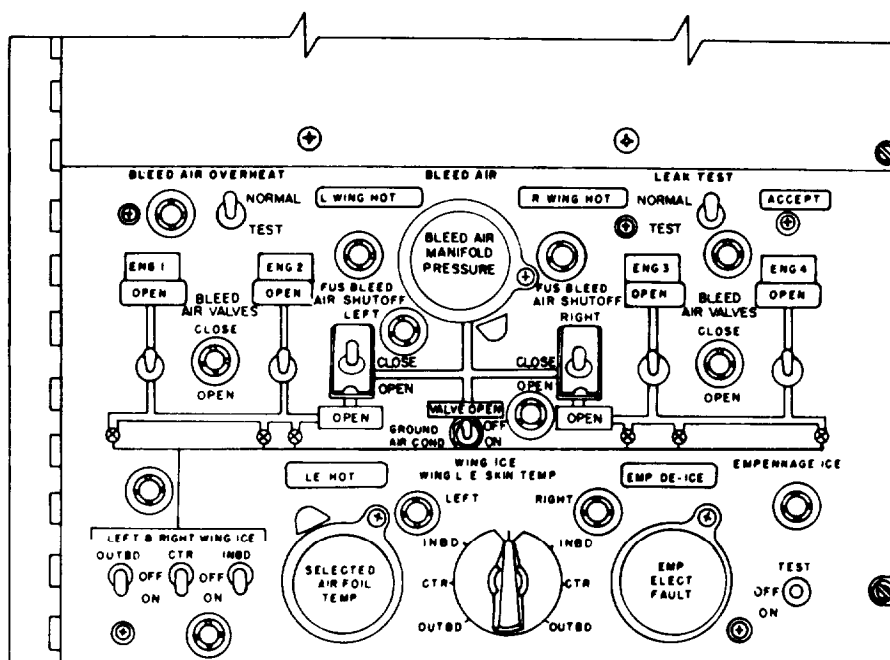 BLEED AIR OVERHEAT
BLEED AIR
LEAK TEST
NORMAL
TEST
L WING HOT
R WING HOT
NORMAL
TEST
ACCEPT
BLEED AIR
MANIFOLD
PRESSURE
ENG 1
OPEN
ENG 2
OPEN
BLEED
AIR VALVES
CLOSE
OPEN
FUS BLEED
AIR SHUTOFF
LEFT
CLOSE
OPEN
OPEN
FUS BLEED
AIR SHUTOFF
RIGHT
CLOSE
OPEN
OPEN
ENG 3
OPEN
ENG 4
OPEN
BLEED
AIR VALVES
CLOSE
OPEN
VALVE OPEN
GROUND
AIR COND
OFF
ON
LE HOT
WING ICE
WING L E SKIN TEMP
LEFT
RIGHT
EMP DE-ICE
EMPENNAGE ICE
LEFT & RIGHT WING ICE
OUTBD
CTR
INBD
OFF
ON
OFF
ON
SELECTED
AIR FOIL
TEMP
INBD
CTR
OUTBD
INBD
CTR
OUTBD
EMP
ELECT
FAULT
TEST
OFF
ON